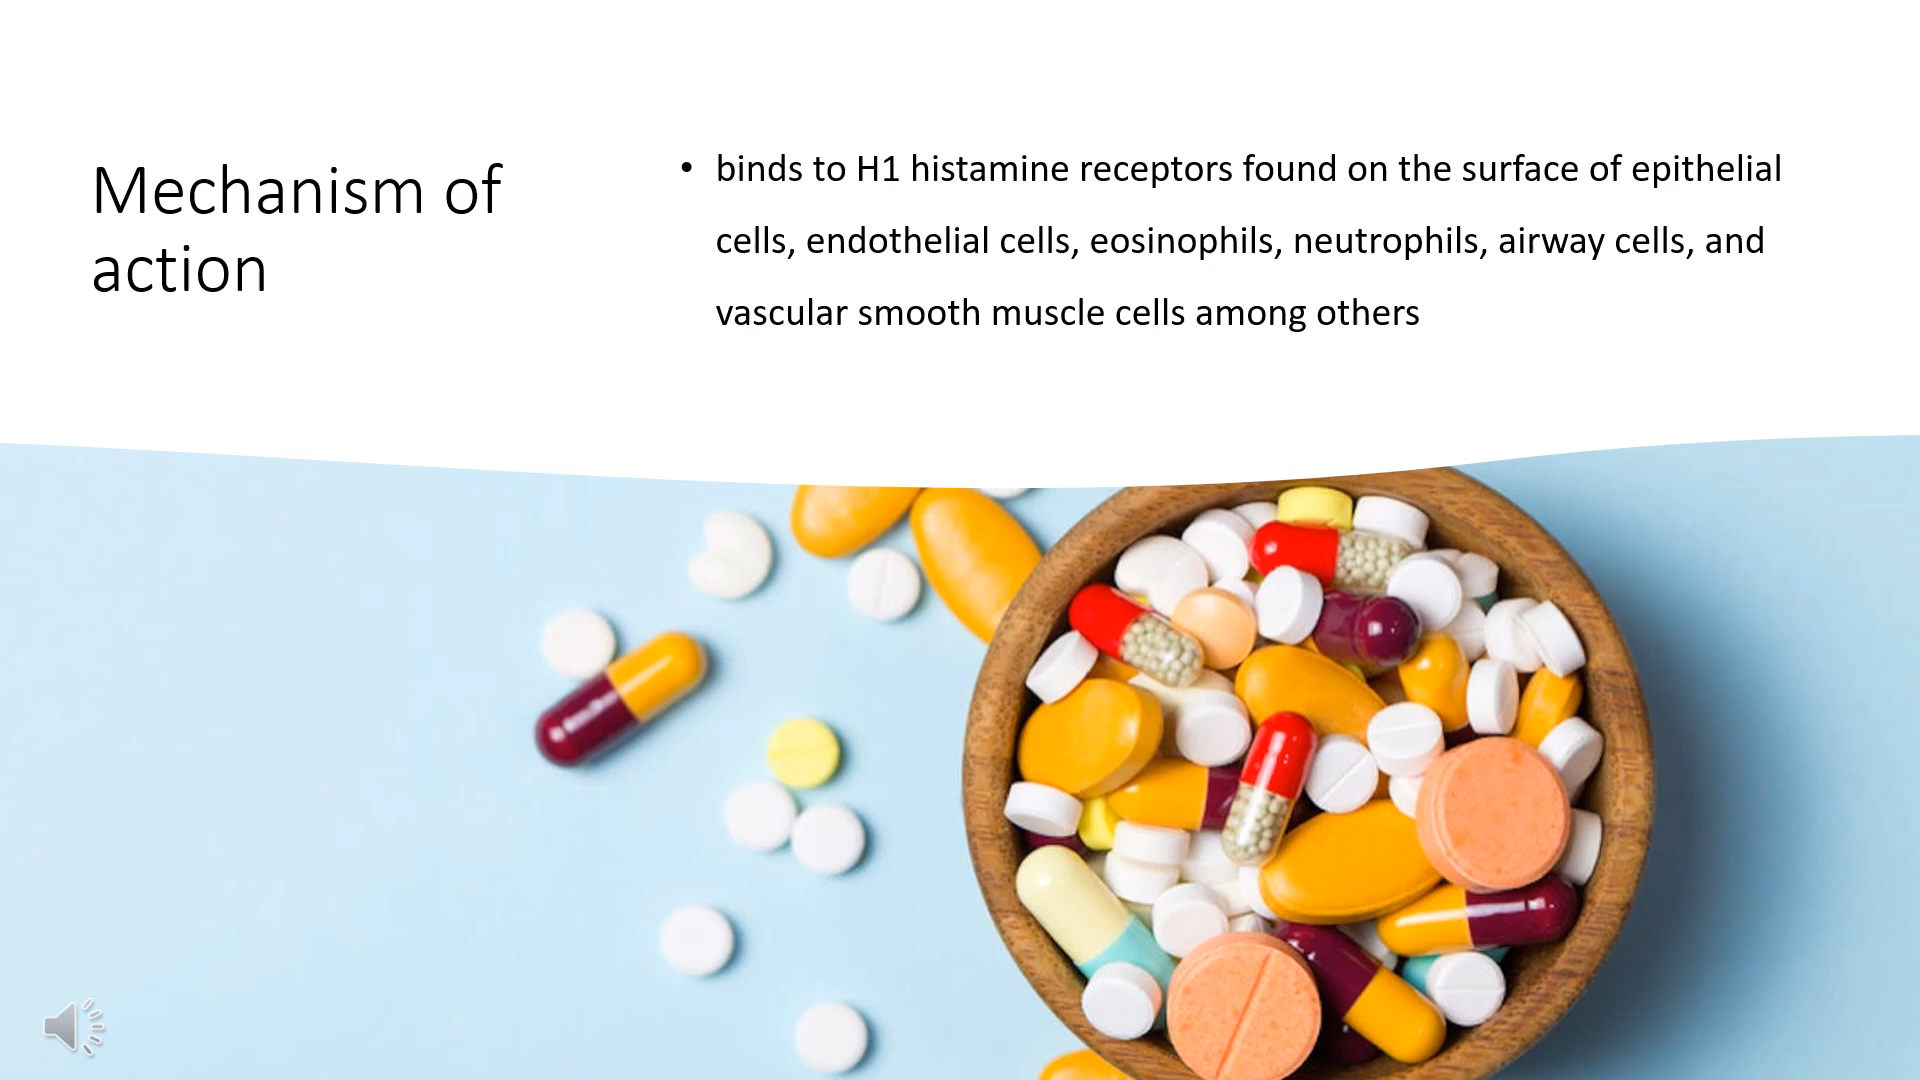 Mechanism of
action
• binds to H1 histamine receptors found on the surface of epithelial
cells, endothelial cells, eosinophils, neutrophils, airway cells, and
vascular smooth muscle cells among others